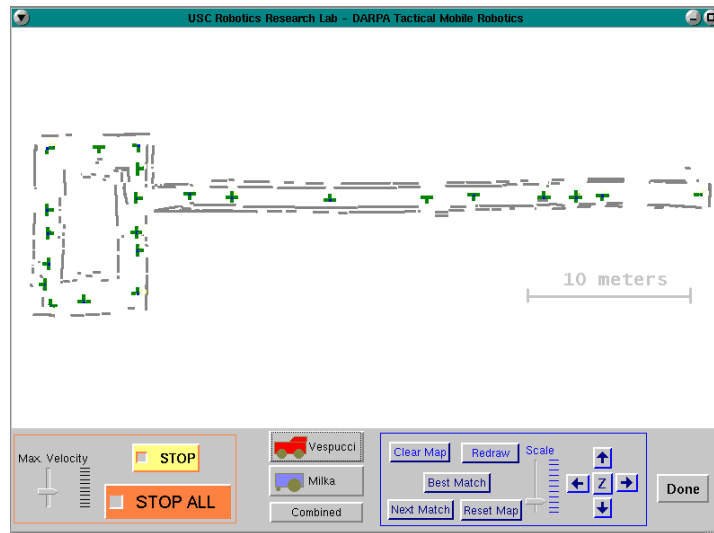 USC Robotics Research Lab - DARPA Tactical Mobile Robotics
10 meters
Max. Velocity
STOP
STOP ALL
Vespucci
Milka
Combined
Clear Map
Redraw
Scale
Best Match
Z
Next Match
Reset Map
Done